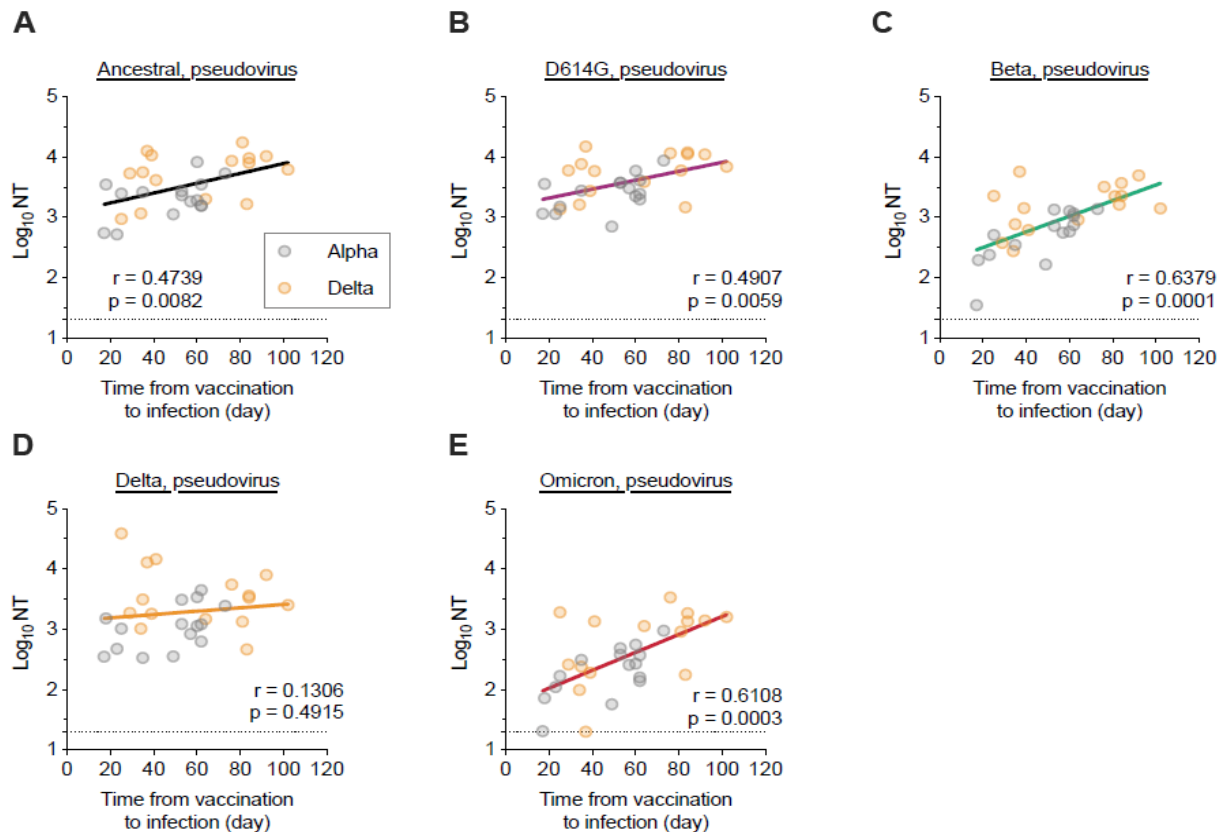 A
Ancestral, pseudovirus
5
4
3
2
1
Log10 NT
Alpha
Delta
r = 0.4739
p = 0.0082
0 20 40 60 80 100 120
Time from vaccination
to infection (day)
B
D614G, pseudovirus
5
4
3
2
1
Log10 NT
r = 0.4907
p = 0.0059
0 20 40 60 80 100 120
Time from vaccination
to infection (day)
C
Beta, pseudovirus
5
4
3
2
1
Log10 NT
r = 0.6379
p = 0.0001
0 20 40 60 80 100 120
Time from vaccination
to infection (day)
D
Delta, pseudovirus
5
4
3
2
1
Log10 NT
r = 0.1306
p = 0.4915
0 20 40 60 80 100 120
Time from vaccination
to infection (day)
E
Omicron, pseudovirus
5
4
3
2
1
Log10 NT
r = 0.6108
p = 0.0003
0 20 40 60 80 100 120
Time from vaccination
to infection (day)